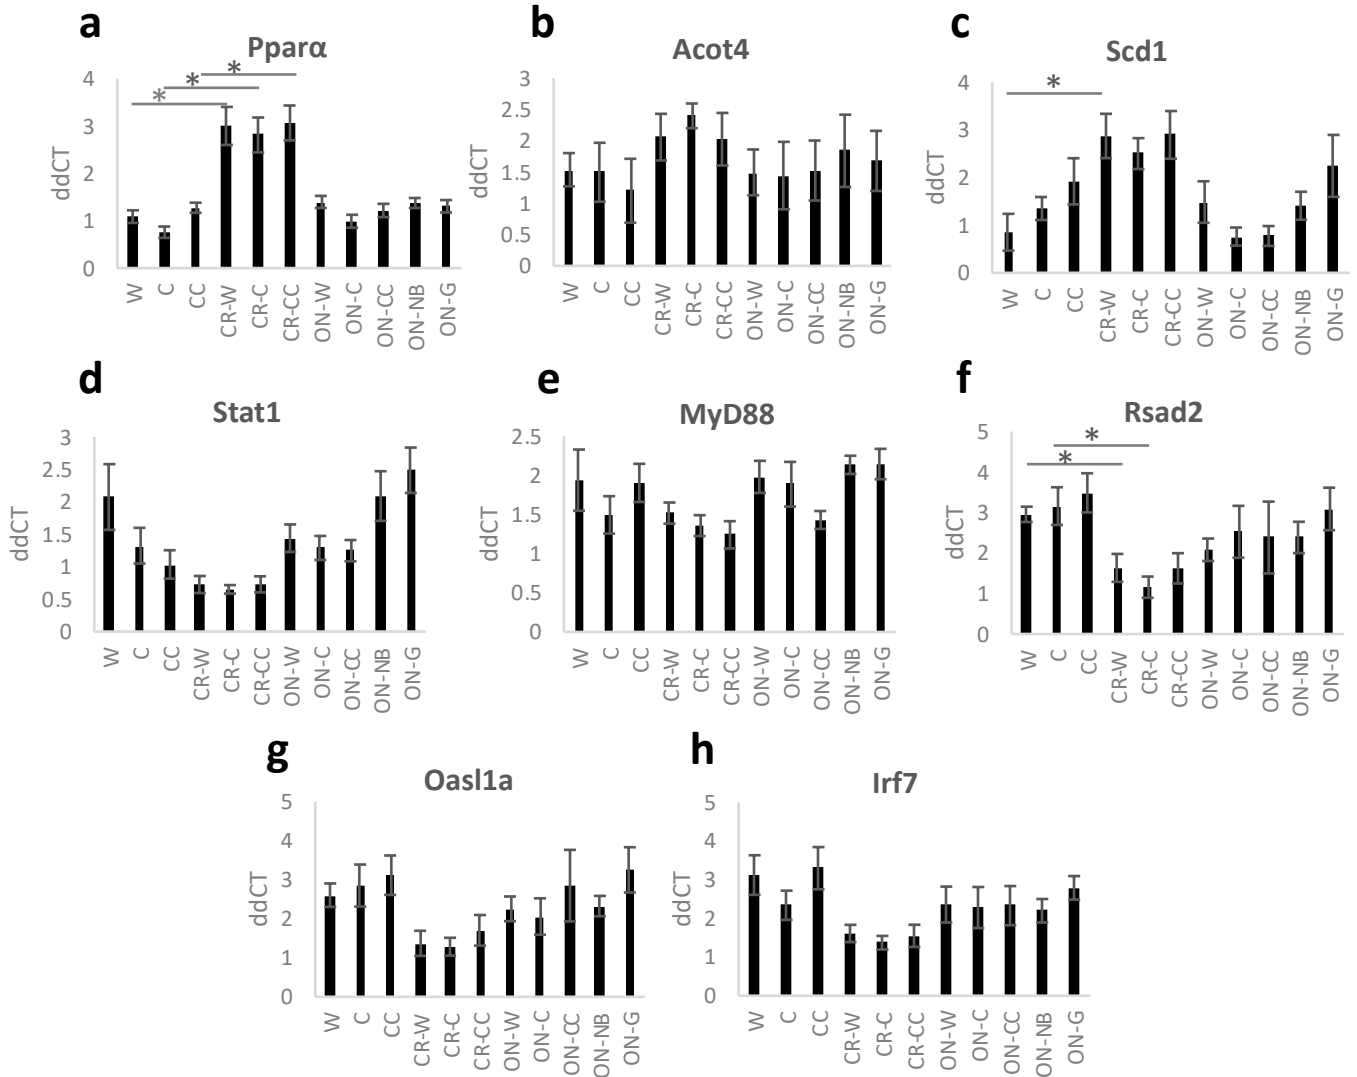 a
Pparα
ddCT
4
3
2
1
0
*
*
*
W
C
CC
CR-W
CR-C
CR-CC
ON-W
ON-C
ON-CC
ON-NB
ON-G
b
Acot4
ddCT
3
2.5
2
1.5
1
0.5
0
W
C
CC
CR-W
CR-C
CR-CC
ON-W
ON-C
ON-CC
ON-NB
ON-G
c
Scd1
ddCT
4
3
2
1
0
*
W
C
CC
CR-W
CR-C
CR-CC
ON-W
ON-C
ON-CC
ON-NB
ON-G
d
Stat1
ddCT
3
2.5
2
1.5
1
0.5
0
W
C
CC
CR-W
CR-C
CR-CC
ON-W
ON-C
ON-CC
ON-NB
ON-G
e
MyD88
ddCT
2.5
2
1.5
1
0.5
0
W
C
CC
CR-W
CR-C
CR-CC
ON-W
ON-C
ON-CC
ON-NB
ON-G
f
Rsad2
ddCT
5
4
3
2
1
0
*
*
W
C
CC
CR-W
CR-C
CR-CC
ON-W
ON-C
ON-CC
ON-NB
ON-G
g
Oasl1a
ddCT
5
4
3
2
1
0
W
C
CC
CR-W
CR-C
CR-CC
ON-W
ON-C
ON-CC
ON-NB
ON-G
h
Irf7
ddCT
5
4
3
2
1
0
W
C
CC
CR-W
CR-C
CR-CC
ON-W
ON-C
ON-CC
ON-NB
ON-G